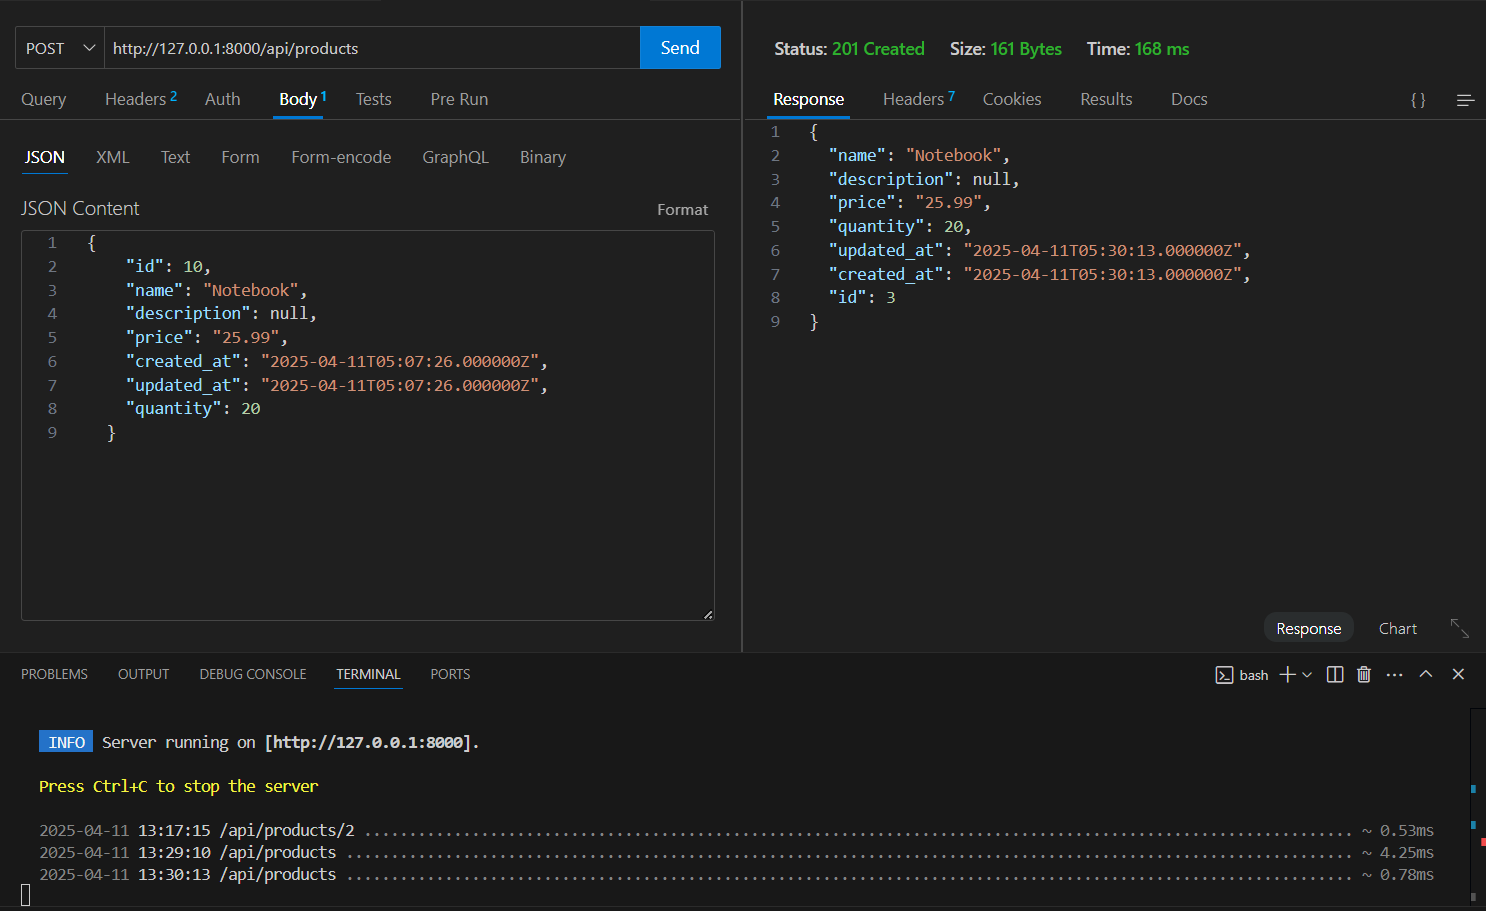 POST http://127.0.0.1:8000/api/products Send
Query Headers 2 Auth Body 1 Tests Pre Run
JSON XML Text Form Form-encode GraphQL Binary
JSON Content Format
1 {
2 "id": 10,
3 "name": "Notebook",
4 "description": null,
5 "price": "25.99",
6 "created_at": "2025-04-11T05:07:26.000000Z",
7 "updated_at": "2025-04-11T05:07:26.000000Z",
8 "quantity": 20
9 }
Status: 201 Created Size: 161 Bytes Time: 168 ms
Response Headers 7 Cookies Results Docs { }
1 {
2 "name": "Notebook",
3 "description": null,
4 "price": "25.99",
5 "quantity": 20,
6 "updated_at": "2025-04-11T05:30:13.000000Z",
7 "created_at": "2025-04-11T05:30:13.000000Z",
8 "id": 3
9 }
Response Chart
PROBLEMS OUTPUT DEBUG CONSOLE TERMINAL PORTS bash
INFO Server running on [http://127.0.0.1:8000].
Press Ctrl+C to stop the server
2025-04-11 13:17:15 /api/products/2 .............................................................................................................. ~ 0.53ms
2025-04-11 13:29:10 /api/products ................................................................................................................ ~ 4.25ms
2025-04-11 13:30:13 /api/products ................................................................................................................ ~ 0.78ms